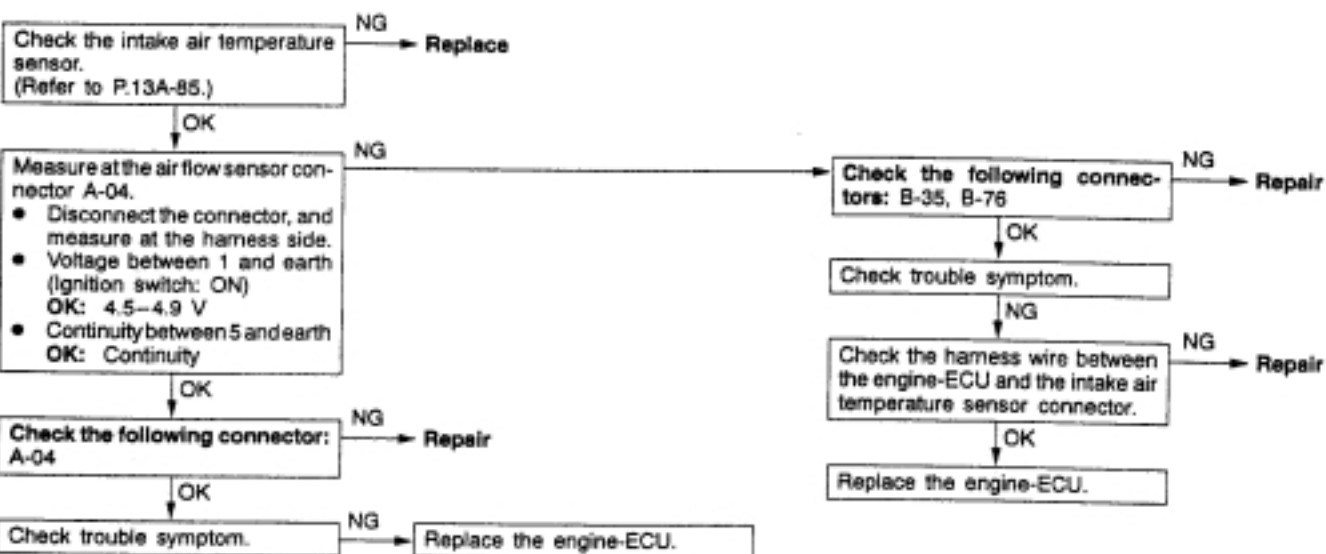 Check the intake air temperature
sensor.
(Refer to P.13A-85.)
NG
Replace
OK
Measure at the air flow sensor con-
nector A-04.
● Disconnect the connector, and
measure at the harness side.
● Voltage between 1 and earth
(Ignition switch: ON)
OK: 4.5–4.9 V
● Continuity between 5 and earth
OK: Continuity
NG
OK
Check the following connector:
A-04
NG
Repair
OK
Check trouble symptom.
NG
Replace the engine-ECU.
Check the following connec-
tors: B-35, B-76
NG
Repair
OK
Check trouble symptom.
NG
Check the harness wire between
the engine-ECU and the intake air
temperature sensor connector.
NG
Repair
OK
Replace the engine-ECU.